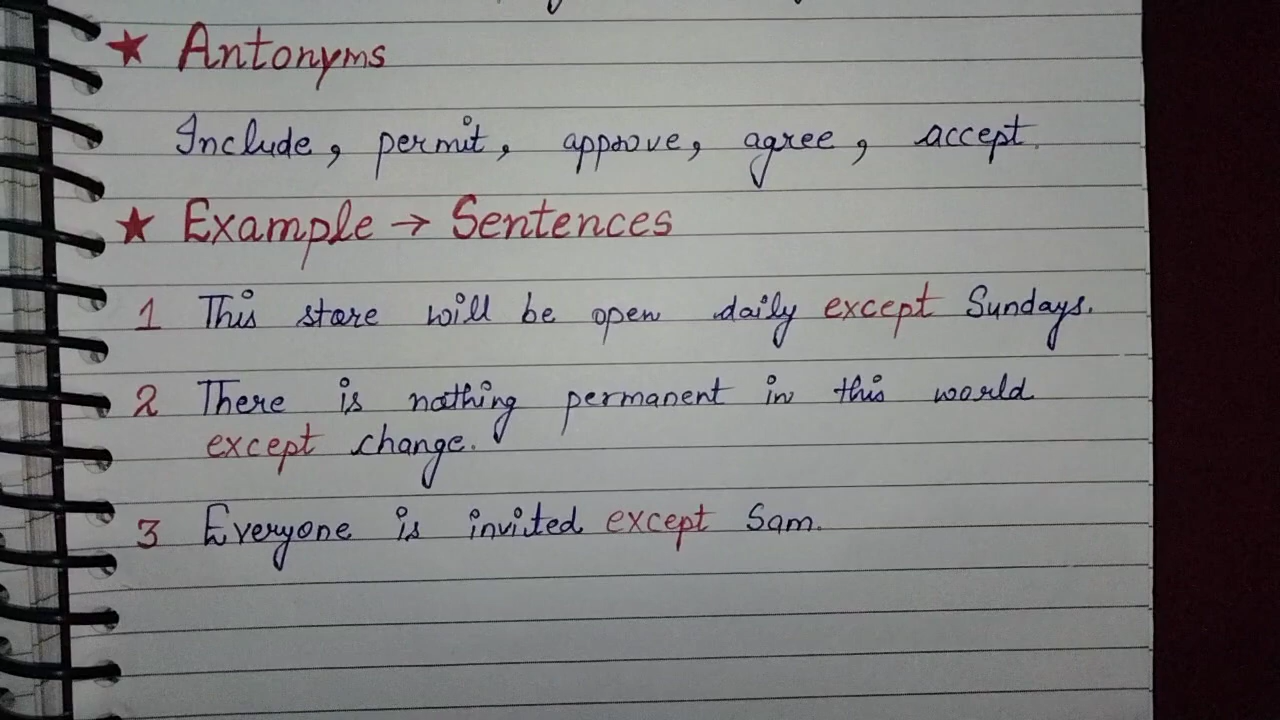 ★ Antonyms
Include, permit, approve, agree, accept.
★ Example → Sentences
1 This store will be open daily except Sundays.
2 There is nothing permanent in this world
except change.
3 Everyone is invited except Sam.